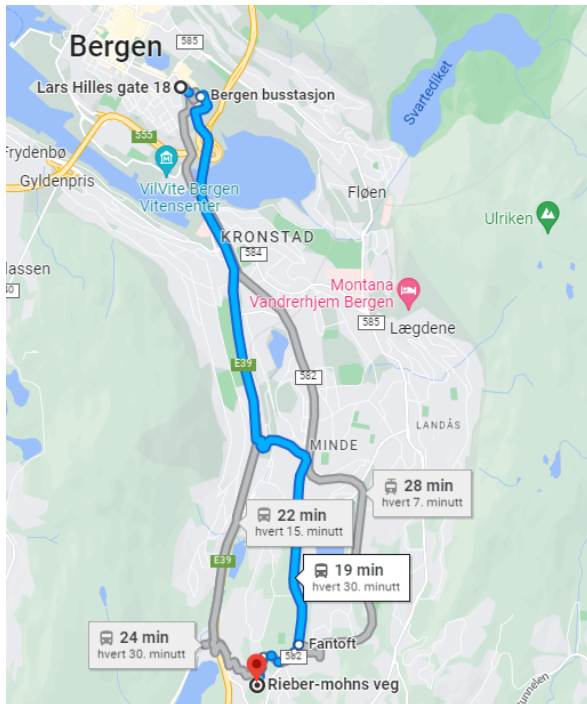 Bergen
585
Lars Hilles gate 18
Bergen busstasjon
Svartediket
555
Frydenbø
VilVite Bergen
Vitensenter
Gyldenpris
Fløen
Ulriken
KRONSTAD
584
Montana
Vandrerhjem Bergen
585
Lægdene
E39
582
LANDÅS
MINDE
28 min
hvert 7. minutt
22 min
hvert 15. minutt
E39
19 min
hvert 30. minutt
24 min
hvert 30. minutt
Fantoft
582
Rieber-mohns veg